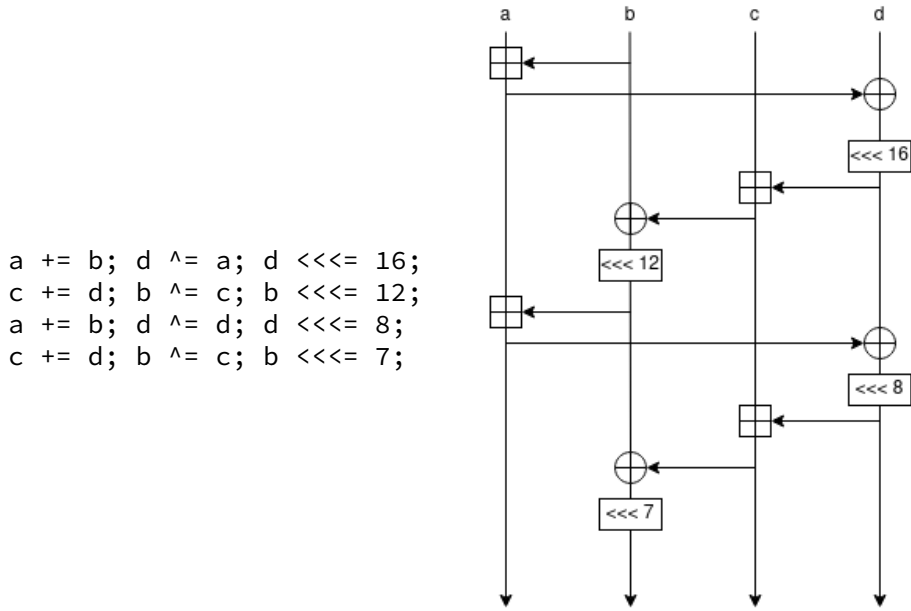 a += b; d ^= a; d <<<= 16;
c += d; b ^= c; b <<<= 12;
a += b; d ^= d; d <<<= 8;
c += d; b ^= c; b <<<= 7;
a b c d
<<< 16
<<< 12
<<< 8
<<< 7